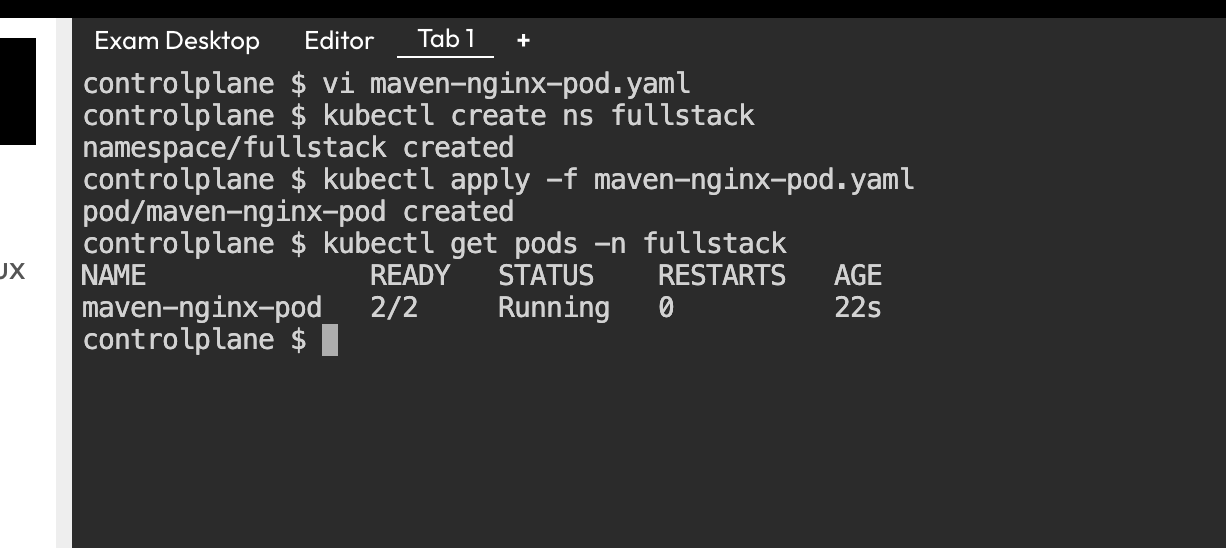 Exam Desktop Editor Tab 1 +
controlplane $ vi maven-nginx-pod.yaml
controlplane $ kubectl create ns fullstack
namespace/fullstack created
controlplane $ kubectl apply -f maven-nginx-pod.yaml
pod/maven-nginx-pod created
controlplane $ kubectl get pods -n fullstack
NAME READY STATUS RESTARTS AGE
maven-nginx-pod 2/2 Running 0 22s
controlplane $